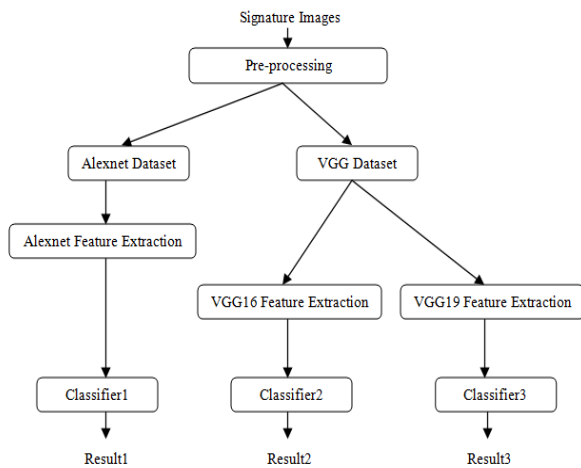 Signature Images
Pre-processing
Alexnet Dataset
VGG Dataset
Alexnet Feature Extraction
VGG16 Feature Extraction
VGG19 Feature Extraction
Classifier1
Classifier2
Classifier3
Result1
Result2
Result3